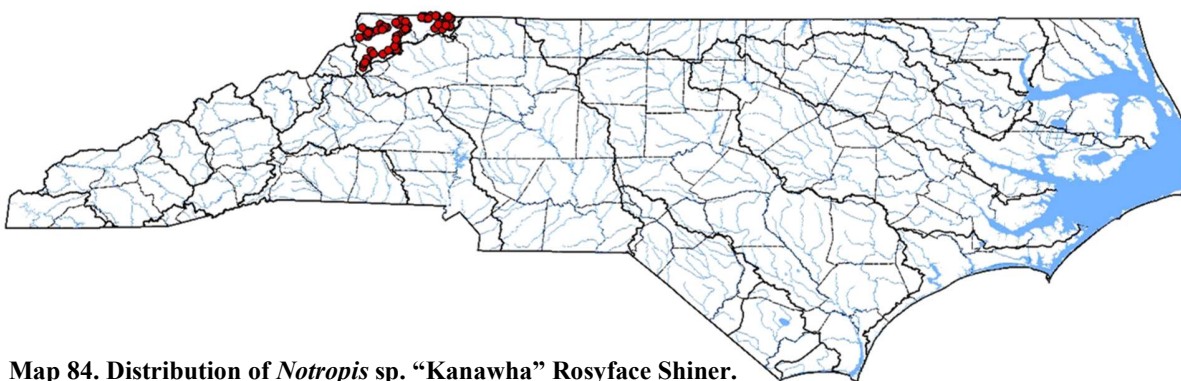 Map 84. Distribution of Notropis sp. “Kanawha” Rosyface Shiner.